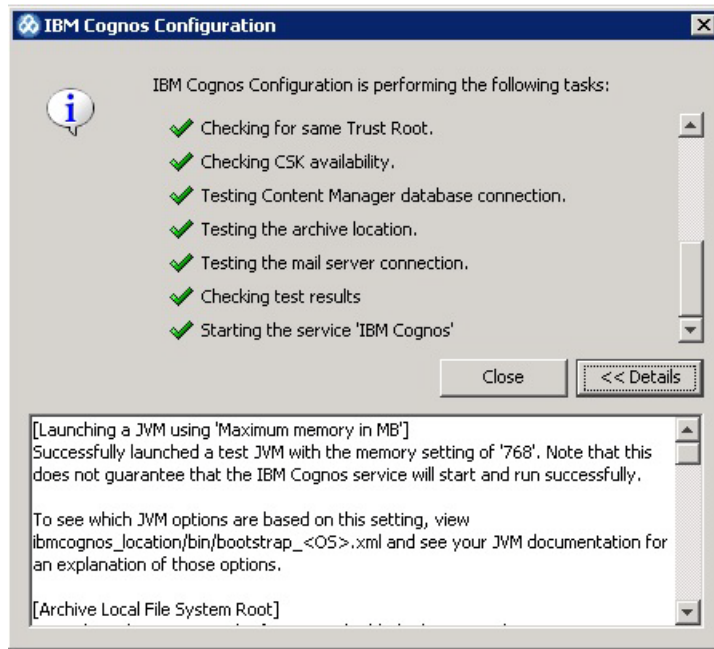 IBM Cognos Configuration
IBM Cognos Configuration is performing the following tasks:
Checking for same Trust Root.
Checking CSK availability.
Testing Content Manager database connection.
Testing the archive location.
Testing the mail server connection.
Checking test results
Starting the service 'IBM Cognos'
Close
<< Details
[Launching a JVM using 'Maximum memory in MB']
Successfully launched a test JVM with the memory setting of '768'. Note that this
does not guarantee that the IBM Cognos service will start and run successfully.
To see which JVM options are based on this setting, view
ibmcognos_location/bin/bootstrap_<OS>.xml and see your JVM documentation for
an explanation of those options.
[Archive Local File System Root]